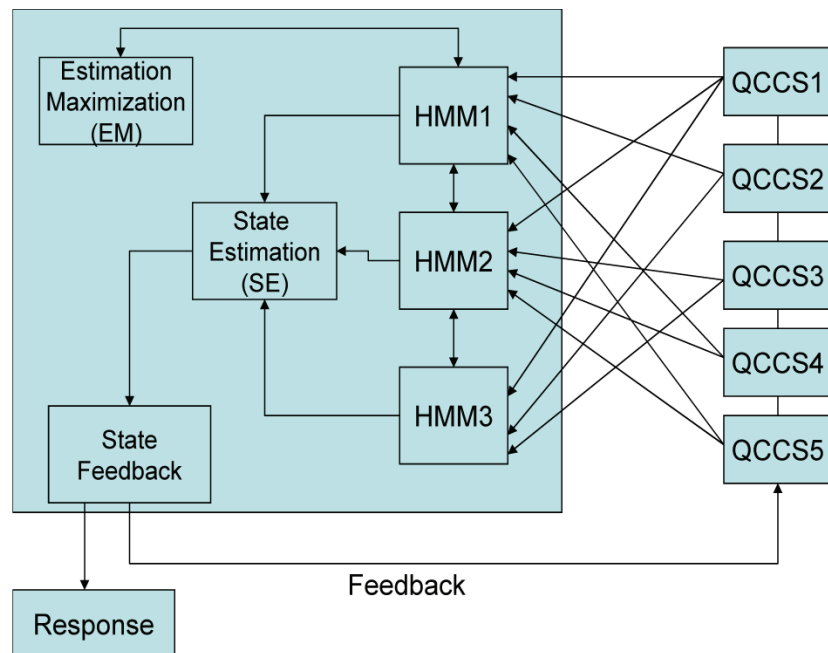 Estimation
Maximization
(EM)
HMM1
QCCS1
QCCS2
State
Estimation
(SE)
HMM2
QCCS3
QCCS4
HMM3
State
Feedback
QCCS5
Feedback
Response